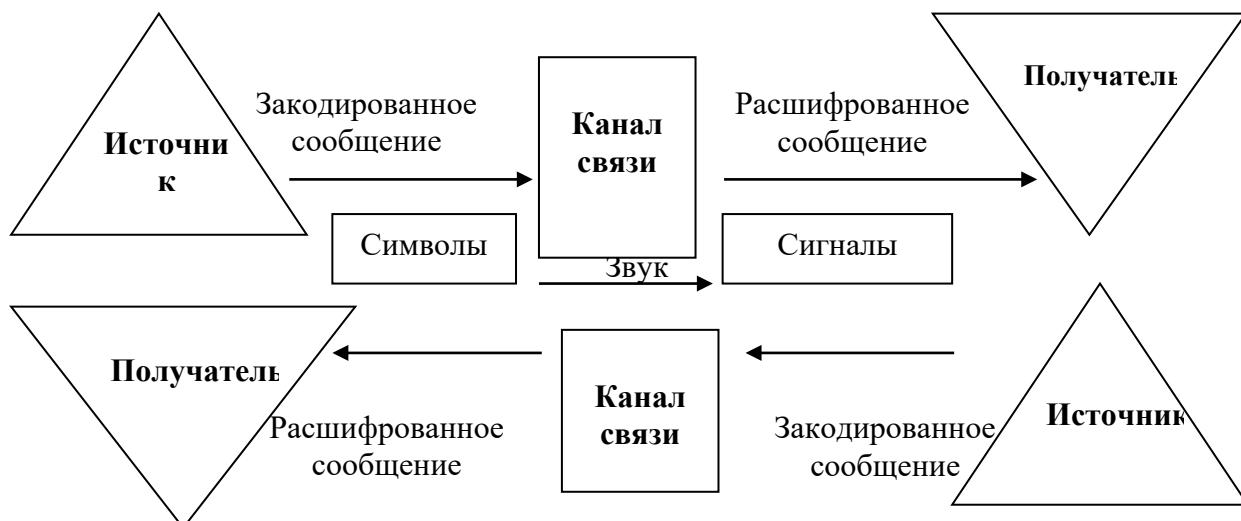 Источни
к
Закодированное
сообщение
Канал
связи
Расшифрованное
сообщение
Получатель
Символы
Звук
Сигналы
Получатель
Расшифрованное
сообщение
Канал
связи
Закодированное
сообщение
Источник